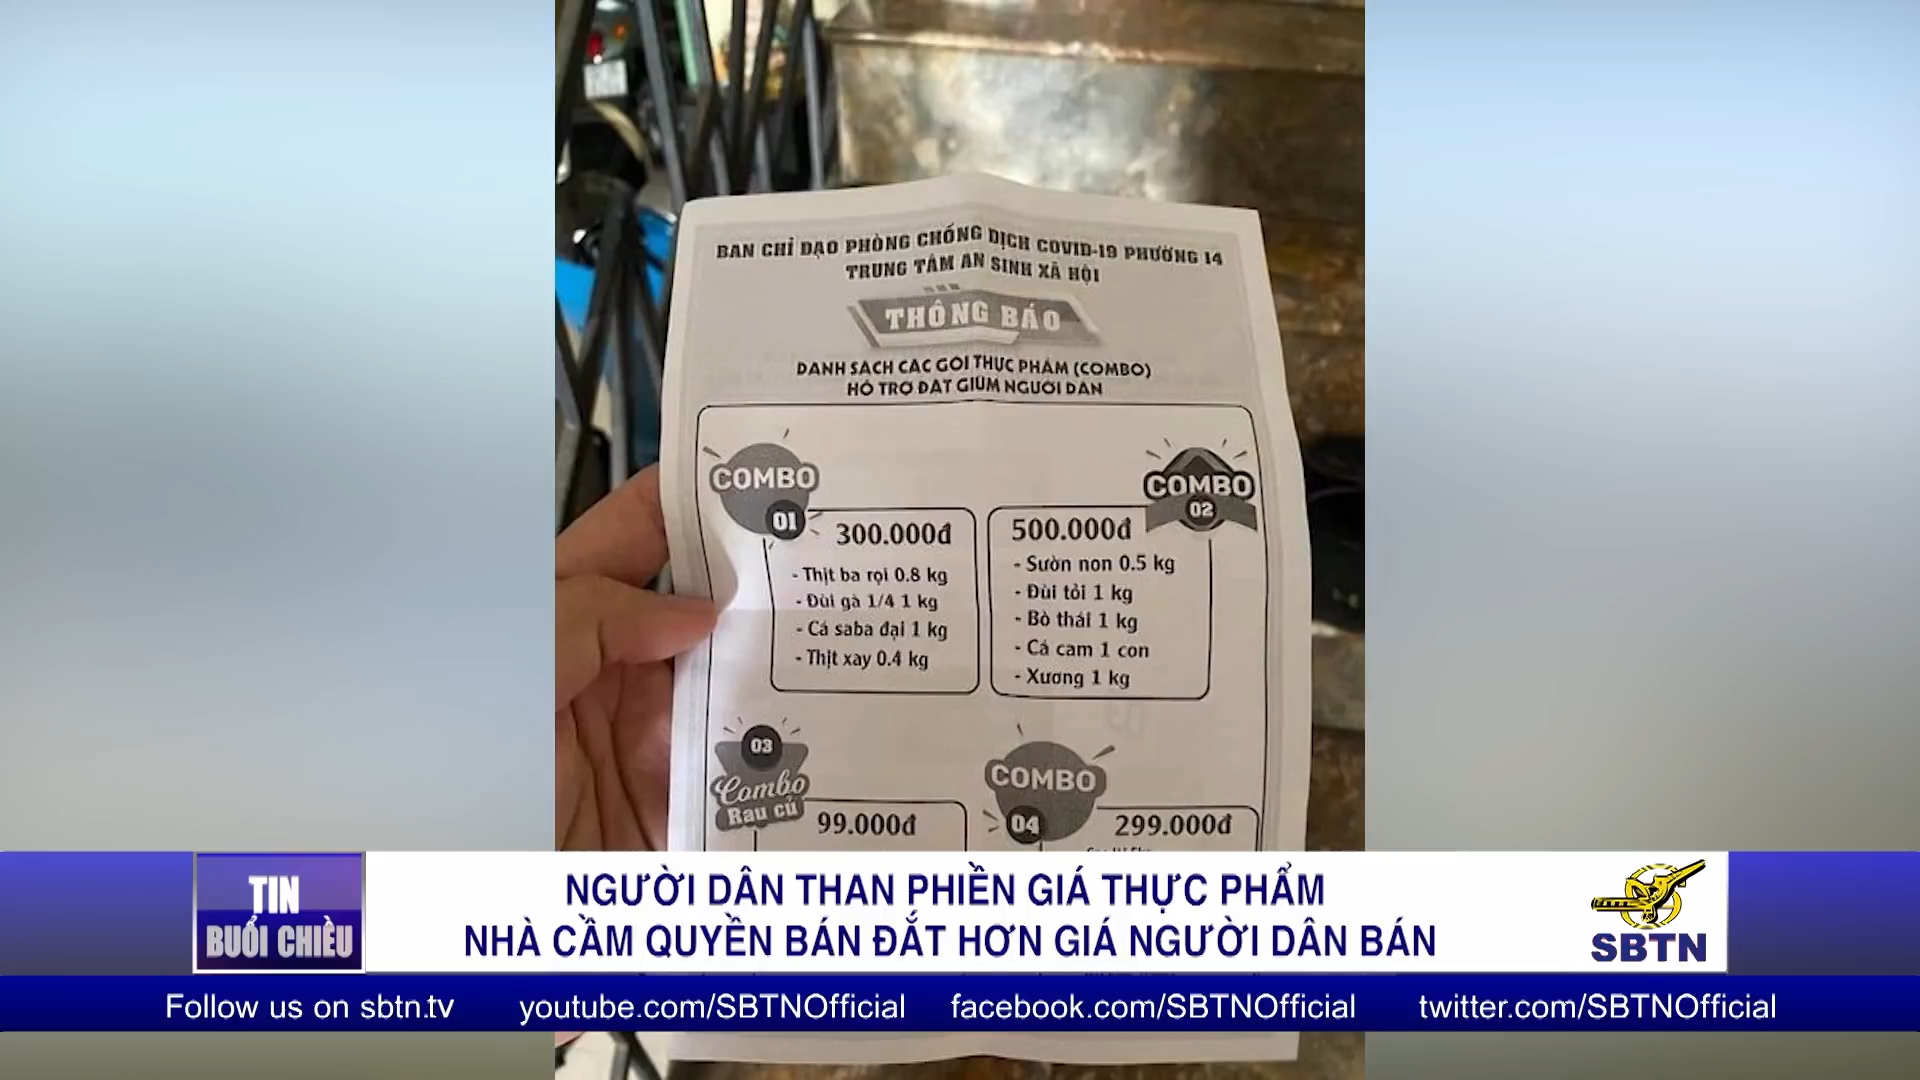 BAN CHỈ ĐẠO PHÒNG CHỐNG DỊCH COVID-19 PHƯỜNG 14
TRUNG TÂM AN SINH XÃ HỘI
THÔNG BÁO
DANH SÁCH CÁC GÓI THỰC PHẨM (COMBO)
HỖ TRỢ ĐẶT GIÙM NGƯỜI DÂN
COMBO
01
300.000đ
- Thịt ba rọi 0.8 kg
- Đùi gà 1/4 1 kg
- Cá saba đại 1 kg
- Thịt xay 0.4 kg
COMBO
02
500.000đ
- Sườn non 0.5 kg
- Đùi tỏi 1 kg
- Bò thái 1 kg
- Cá cam 1 con
- Xương 1 kg
03
Combo
Rau củ
99.000đ
COMBO
04
299.000đ
TIN
BUỔI CHIỀU
NGƯỜI DÂN THAN PHIỀN GIÁ THỰC PHẨM
NHÀ CẦM QUYỀN BÁN ĐẮT HƠN GIÁ NGƯỜI DÂN BÁN
SBTN
Follow us on sbtn.tv youtube.com/SBTNOfficial facebook.com/SBTNOfficial twitter.com/SBTNOfficial